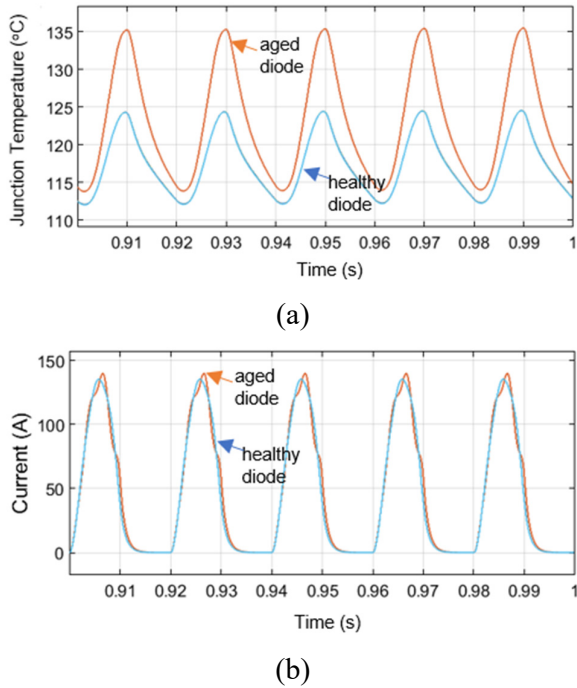 Junction Temperature (ºC)
135
130
125
120
115
110
aged
diode
healthy
diode
0.91 0.92 0.93 0.94 0.95 0.96 0.97 0.98 0.99 1
Time (s)
(a)
Current (A)
150
100
50
0
aged
diode
healthy
diode
0.91 0.92 0.93 0.94 0.95 0.96 0.97 0.98 0.99 1
Time (s)
(b)